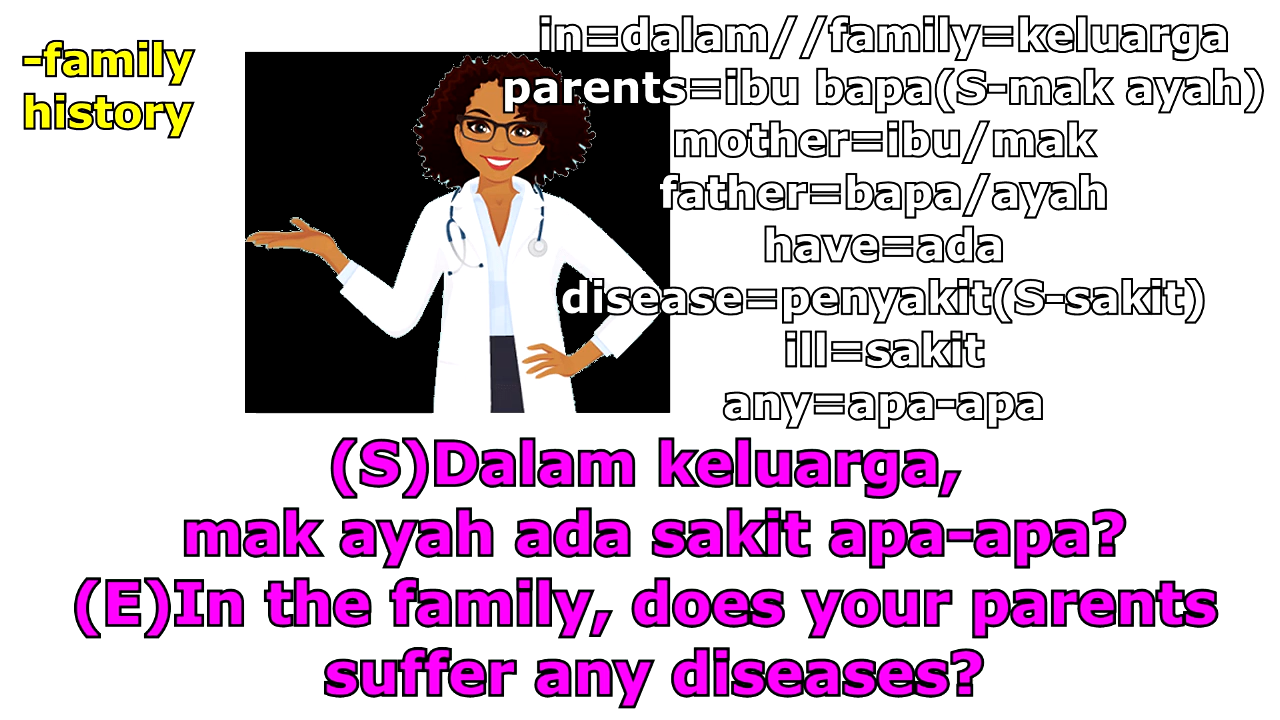 -family
history
in=dalam//family=keluarga
parents=ibu bapa(S-mak ayah)
mother=ibu/mak
father=bapa/ayah
have=ada
disease=penyakit(S-sakit)
ill=sakit
any=apa-apa
(S)Dalam keluarga,
mak ayah ada sakit apa-apa?
(E)In the family, does your parents
suffer any diseases?